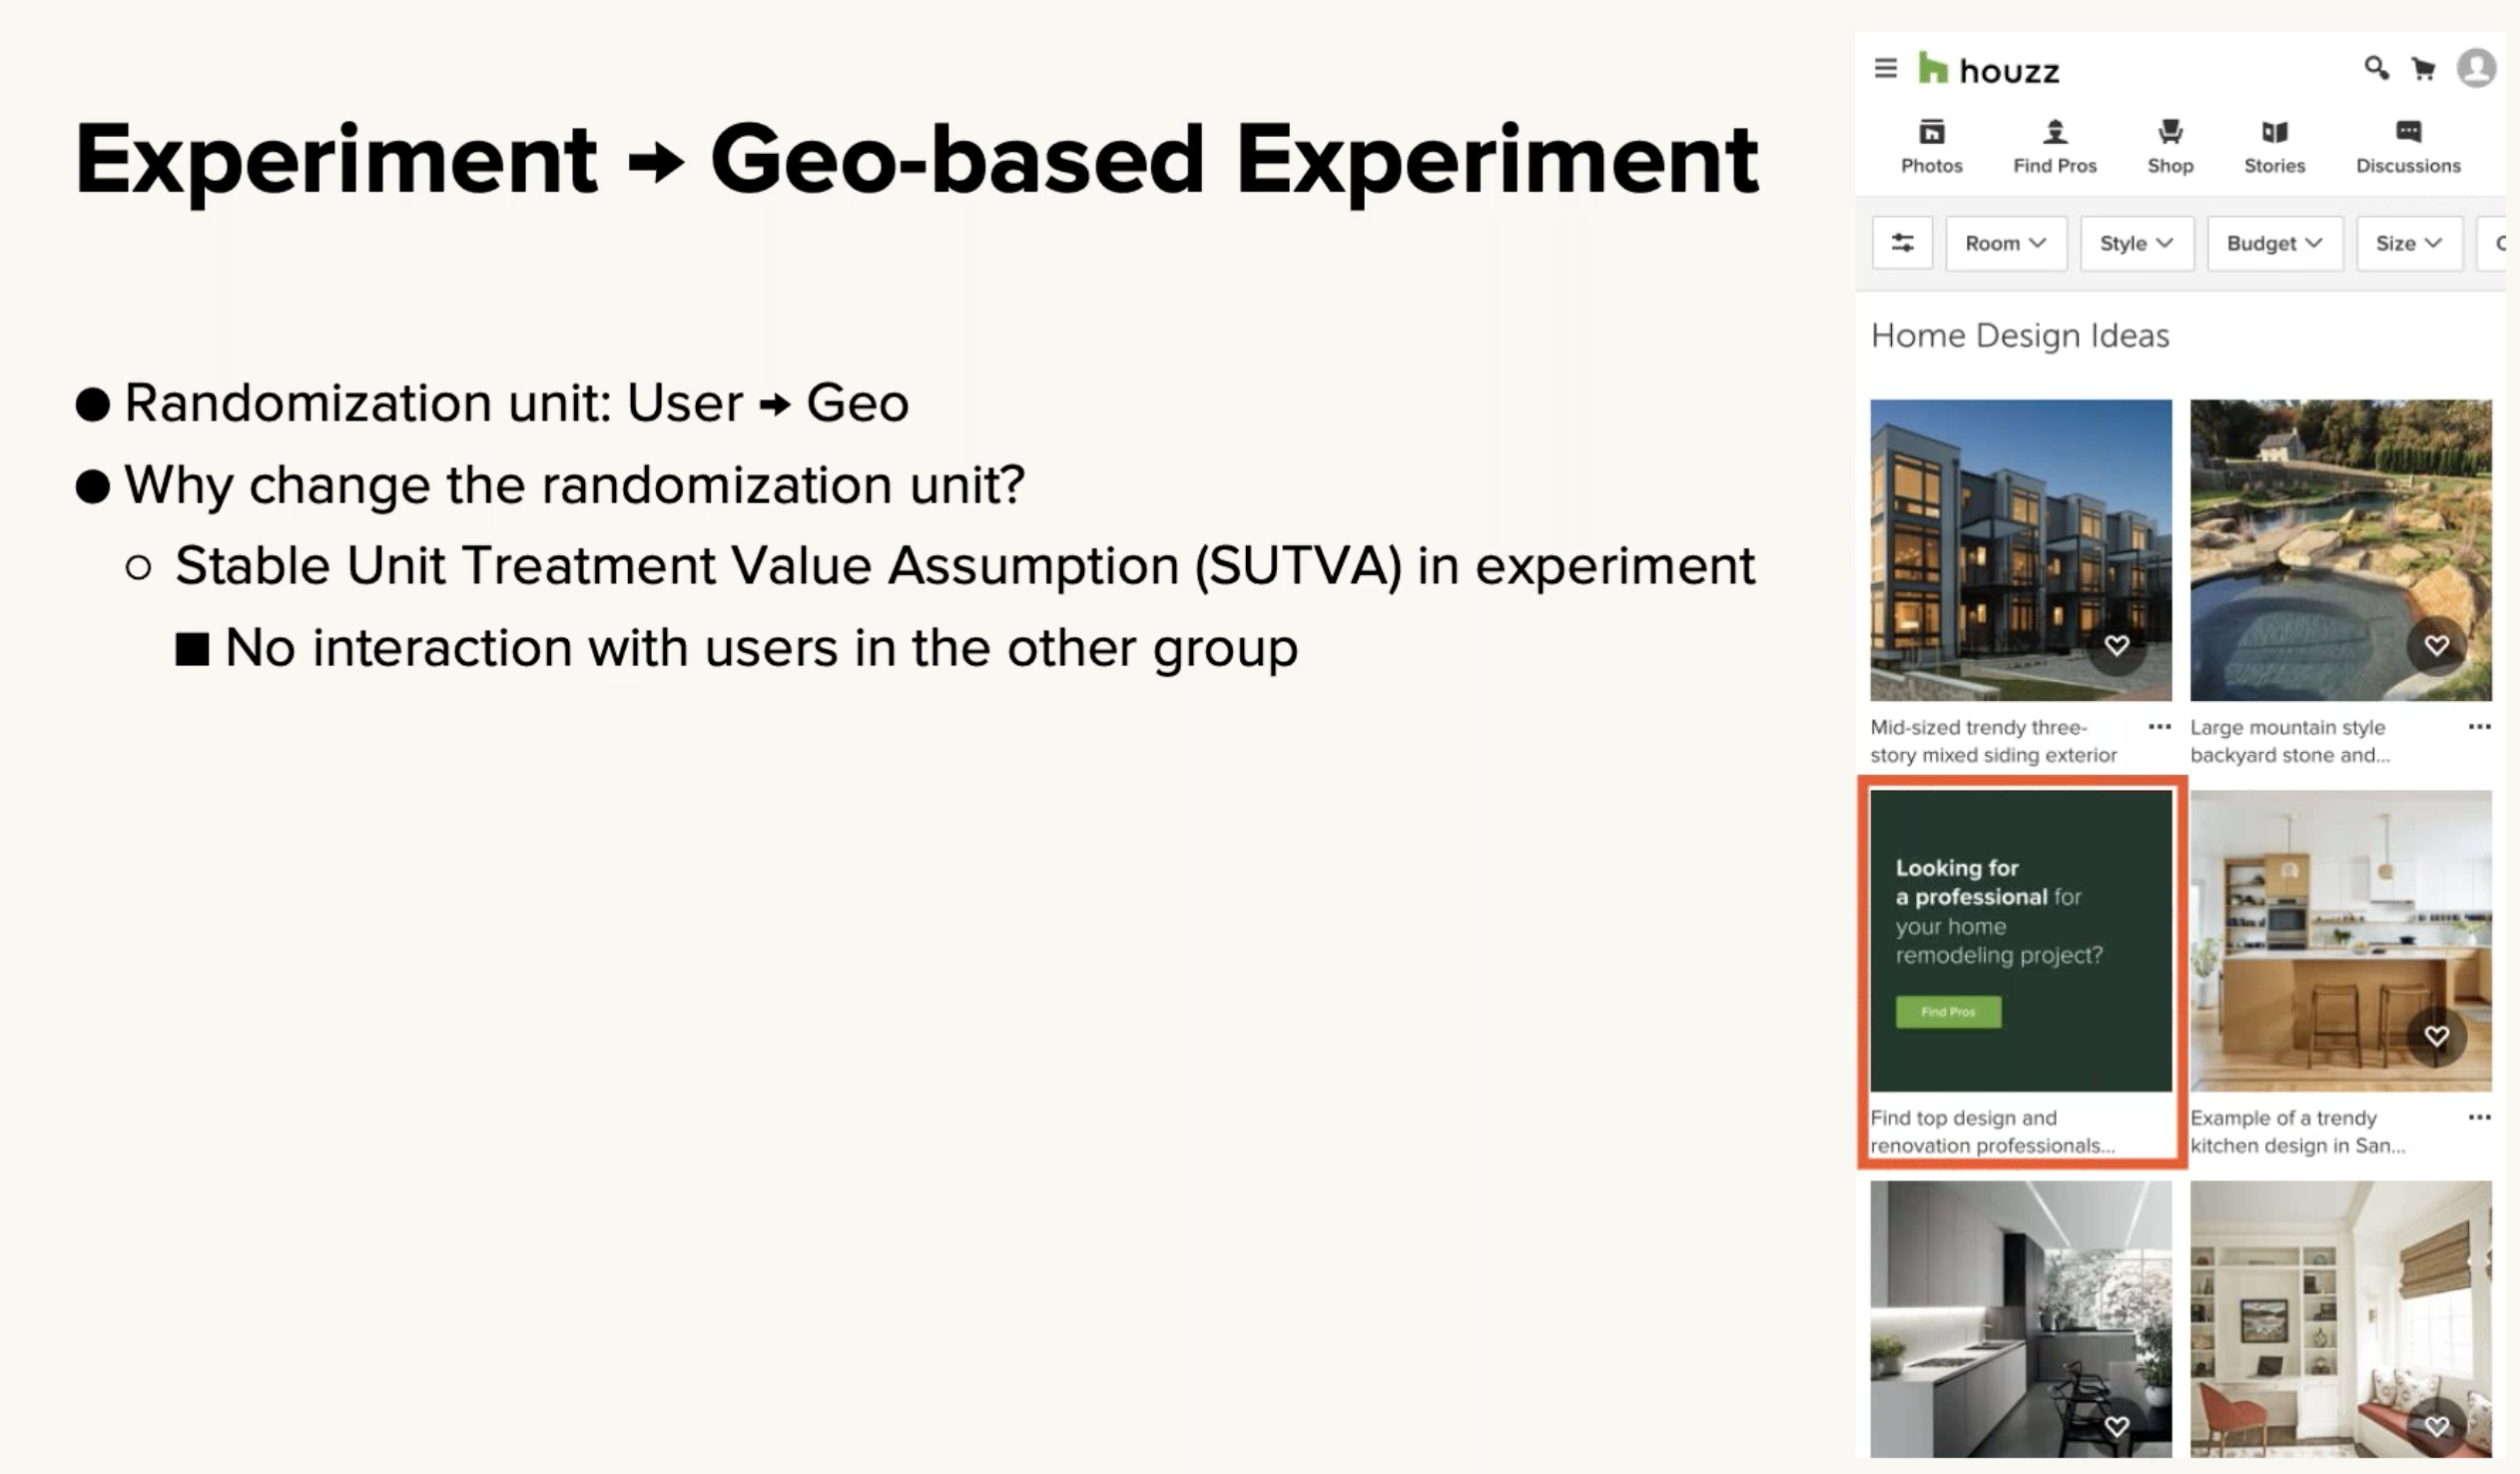 Experiment → Geo-based Experiment
● Randomization unit: User → Geo
● Why change the randomization unit?
○ Stable Unit Treatment Value Assumption (SUTVA) in experiment
■ No interaction with users in the other group
houzz
Photos Find Pros Shop Stories Discussions
Room Style Budget Size
Home Design Ideas
Mid-sized trendy three-
story mixed siding exterior
Large mountain style
backyard stone and...
Looking for
a professional for
your home
remodeling project?
Find Pros
Find top design and
renovation professionals...
Example of a trendy
kitchen design in San...